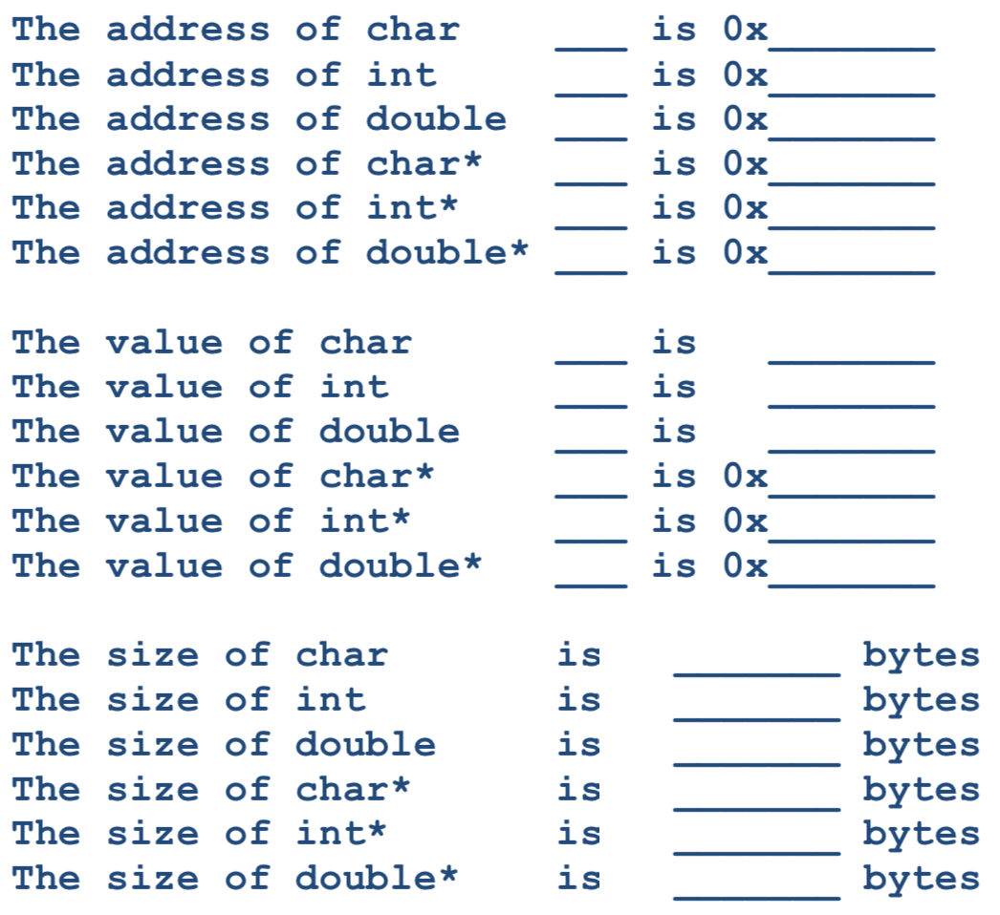 The address of char ___ is 0x_______
The address of int ___ is 0x_______
The address of double ___ is 0x_______
The address of char* ___ is 0x_______
The address of int* ___ is 0x_______
The address of double* ___ is 0x_______
The value of char ___ is _______
The value of int ___ is _______
The value of double ___ is _______
The value of char* ___ is 0x_______
The value of int* ___ is 0x_______
The value of double* ___ is 0x_______
The size of char is _______ bytes
The size of int is _______ bytes
The size of double is _______ bytes
The size of char* is _______ bytes
The size of int* is _______ bytes
The size of double* is _______ bytes